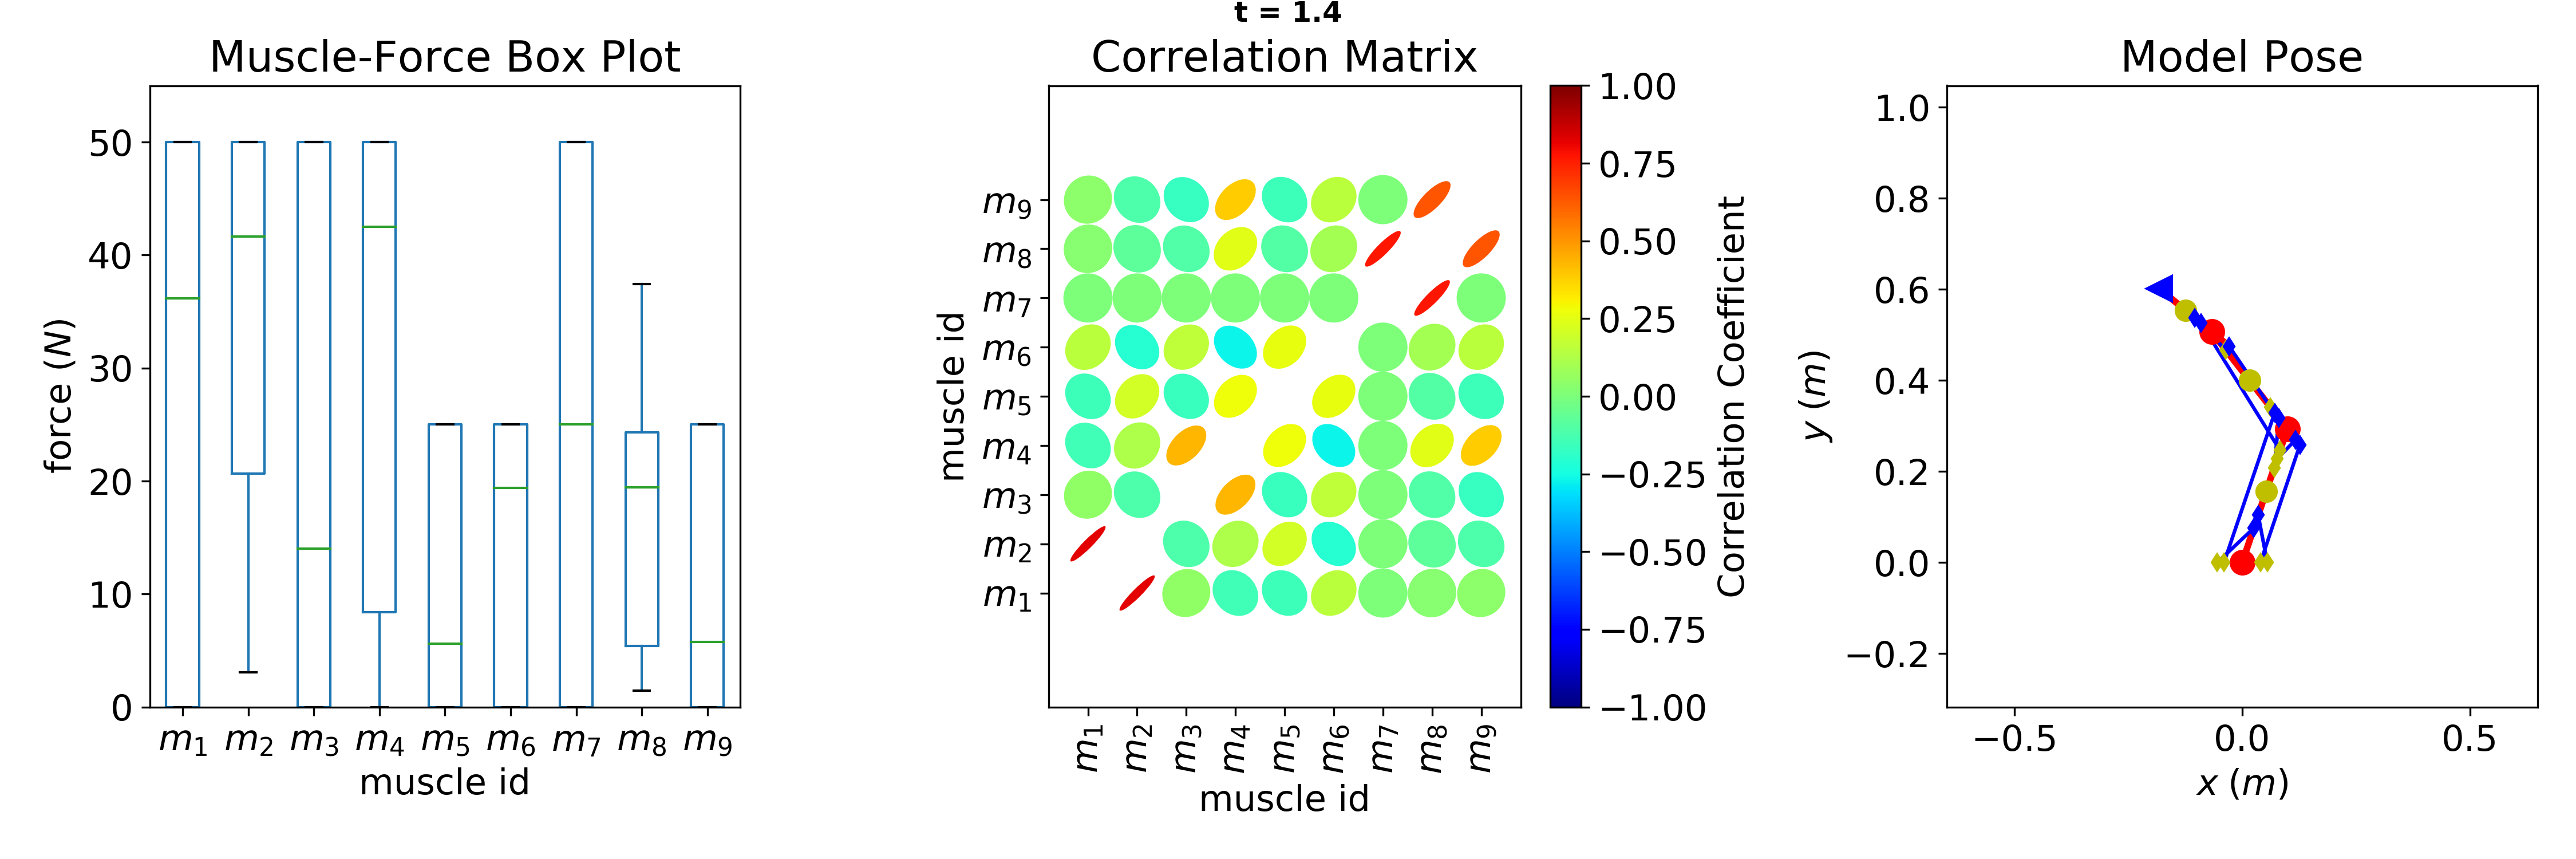 t = 1.4
Muscle-Force Box Plot
force (N)
50
40
30
20
10
0
m1 m2 m3 m4 m5 m6 m7 m8 m9
muscle id
Correlation Matrix
muscle id
m9
m8
m7
m6
m5
m4
m3
m2
m1
m1 m2 m3 m4 m5 m6 m7 m8 m9
muscle id
1.00
0.75
0.50
0.25
0.00
−0.25
−0.50
−0.75
−1.00
Correlation Coefficient
Model Pose
y (m)
1.0
0.8
0.6
0.4
0.2
0.0
−0.2
−0.5 0.0 0.5
x (m)